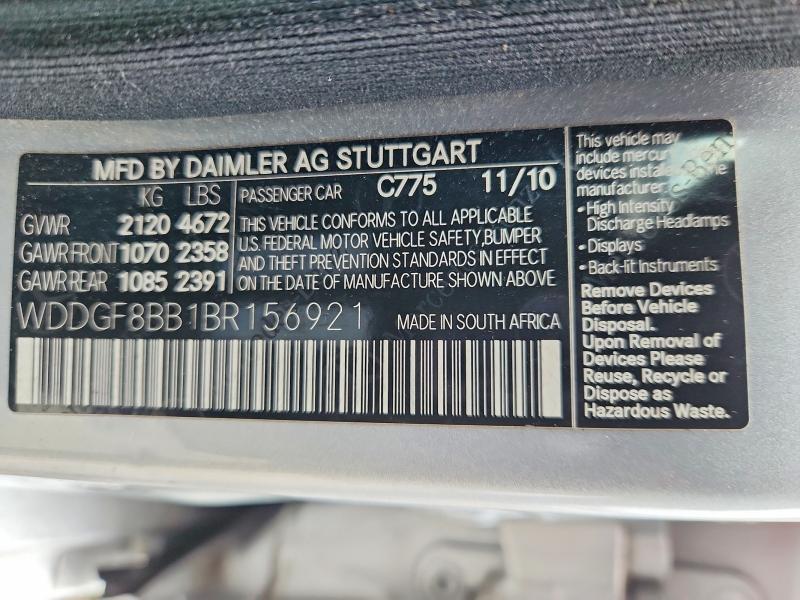 MFD BY DAIMLER AG STUTTGART
KG LBS
GVWR 2120 4672
GAWR FRONT 1070 2358
GAWR REAR 1085 2391
PASSENGER CAR C775 11/10
THIS VEHICLE CONFORMS TO ALL APPLICABLE
U.S. FEDERAL MOTOR VEHICLE SAFETY, BUMPER
AND THEFT PREVENTION STANDARDS IN EFFECT
ON THE DATE OF MANUFACTURE SHOWN ABOVE
WDDGF8BB1BR156921 MADE IN SOUTH AFRICA
This vehicle may
include mercur
devices installe the
manufacturer:
• High Intensity
Discharge Headlamps
• Displays
• Back-lit Instruments
Remove Devices
Before Vehicle
Disposal.
Upon Removal of
Devices Please
Reuse, Recycle or
Dispose as
Hazardous Waste.